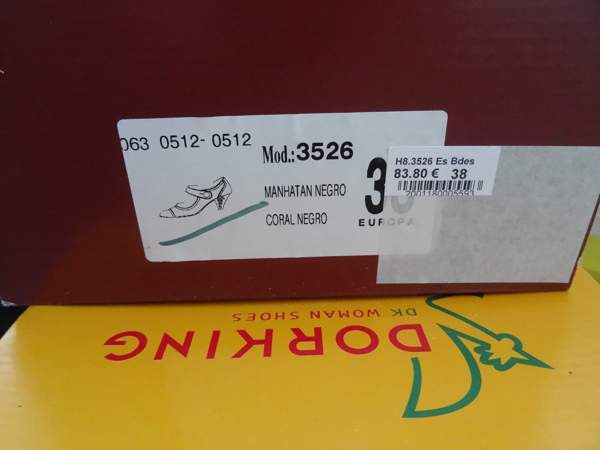 063 0512- 0512
Mod.:3526
MANHATAN NEGRO
CORAL NEGRO
EUROPA
H8.3526 Es Bdes
83.80 € 38
2001180005593
DK WOMAN SHOES
DORKING